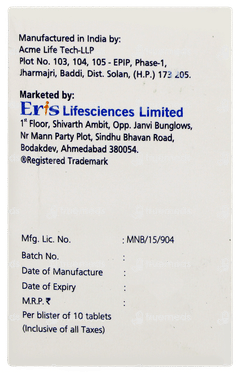 Manufactured in India by:
Acme Life Tech-LLP
Plot No. 103, 104, 105 - EPIP, Phase-1,
Jharmajri, Baddi, Dist. Solan, (H.P.) 173 205.
Marketed by:
Eris Lifesciences Limited
1st Floor, Shivarth Ambit, Opp. Janvi Bunglows,
Nr Mann Party Plot, Sindhu Bhavan Road,
Bodakdev, Ahmedabad 380054.
®Registered Trademark
Mfg. Lic. No. : MNB/15/904
Batch No. :
Date of Manufacture :
Date of Expiry :
M.R.P. ₹ :
Per blister of 10 tablets
(Inclusive of all Taxes)